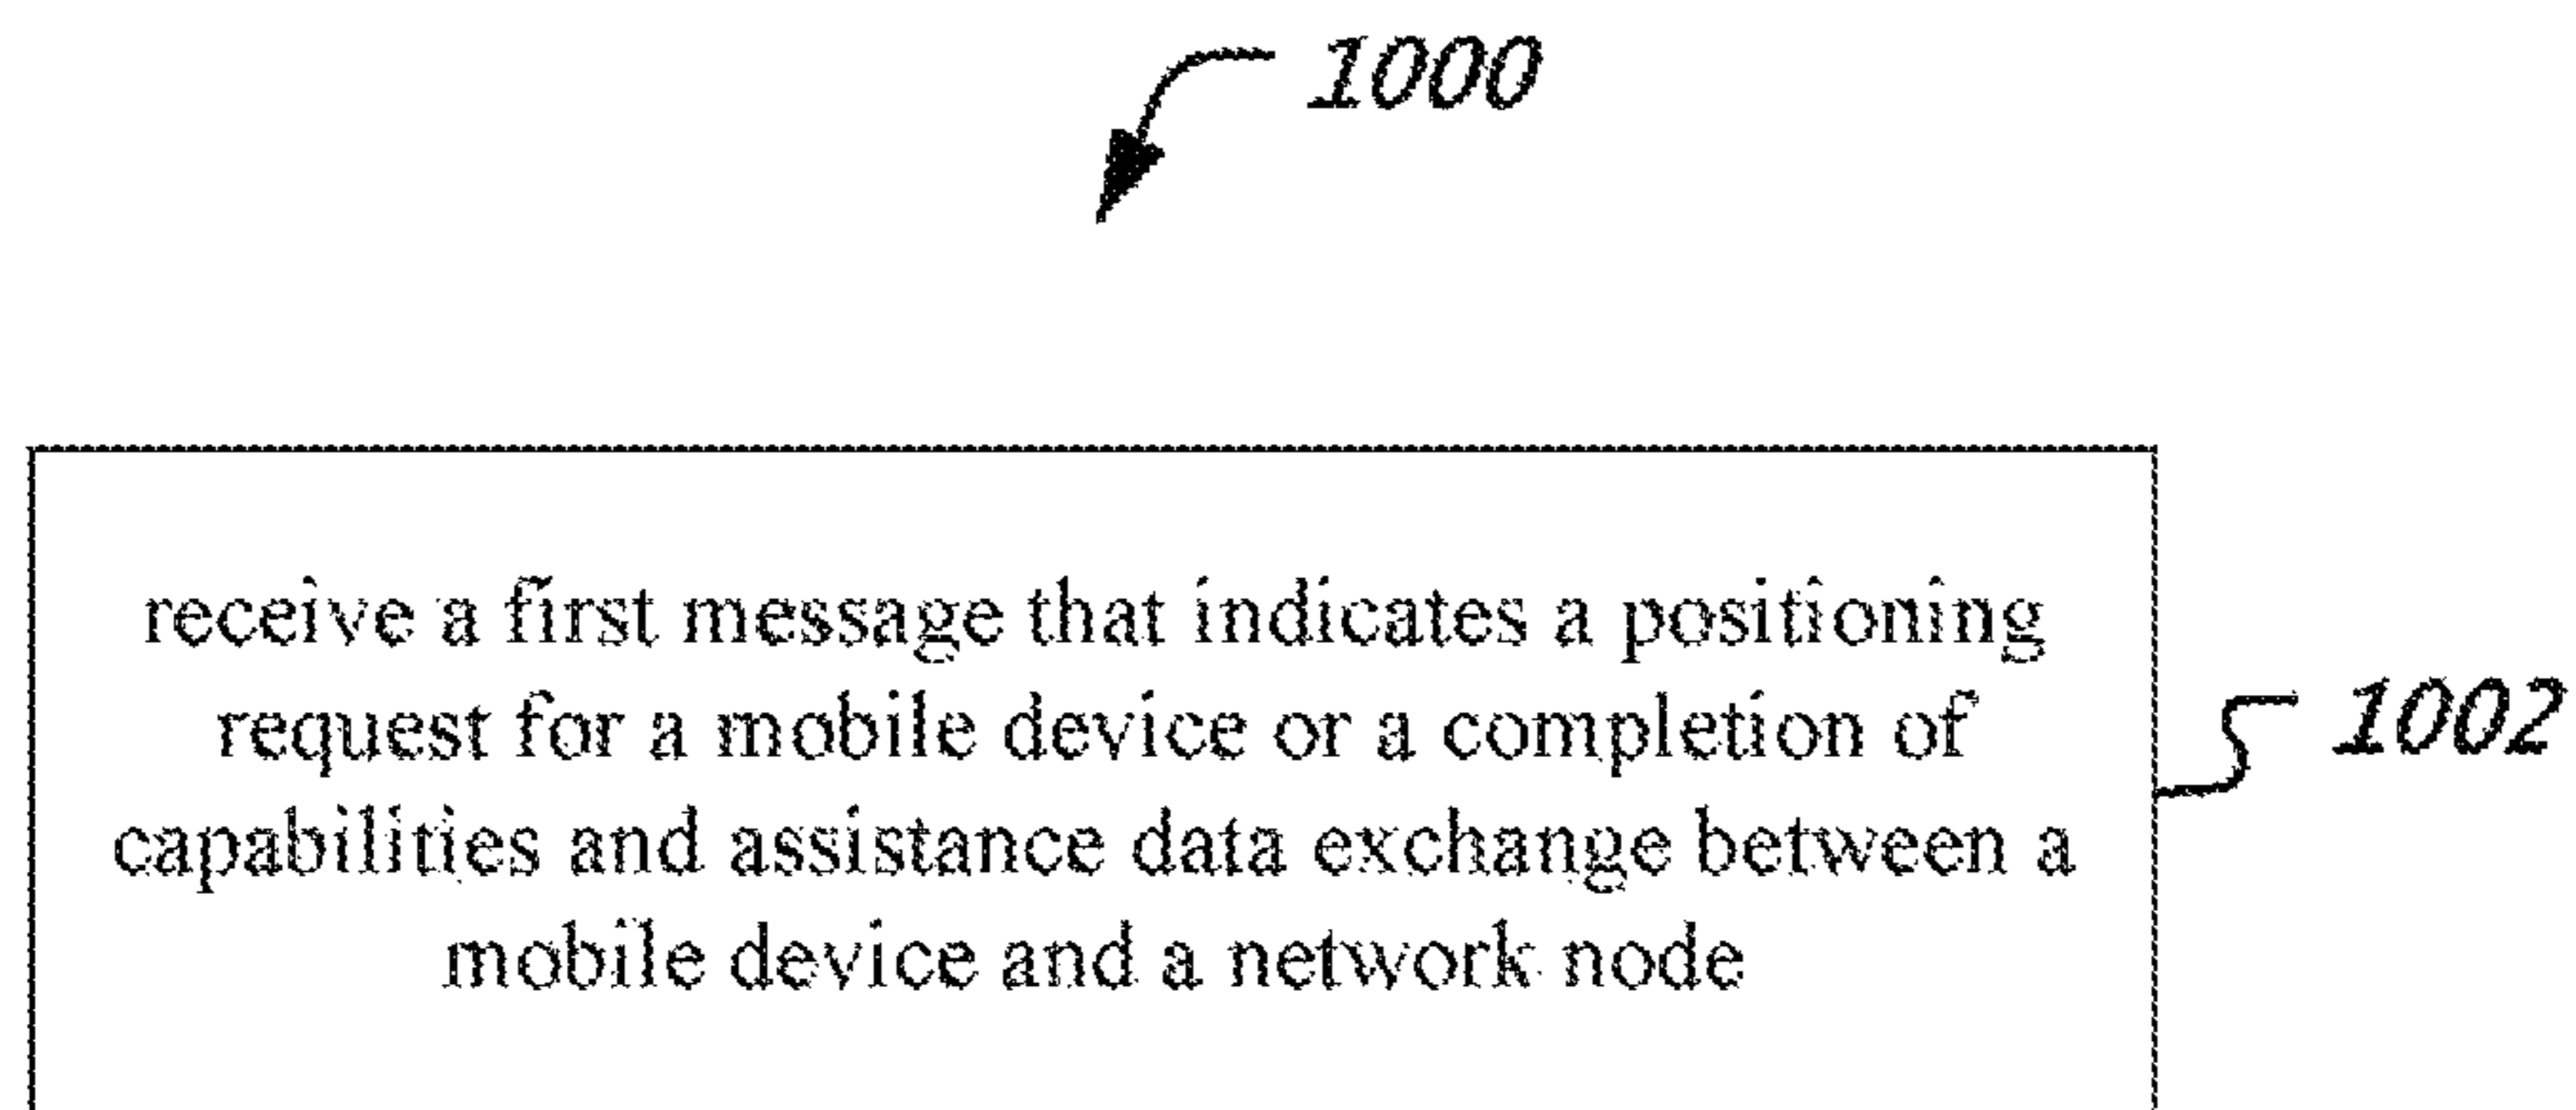 1000
receive a first message that indicates a positioning
request for a mobile device or a completion of
capabilities and assistance data exchange between a
mobile device and a network node
1002